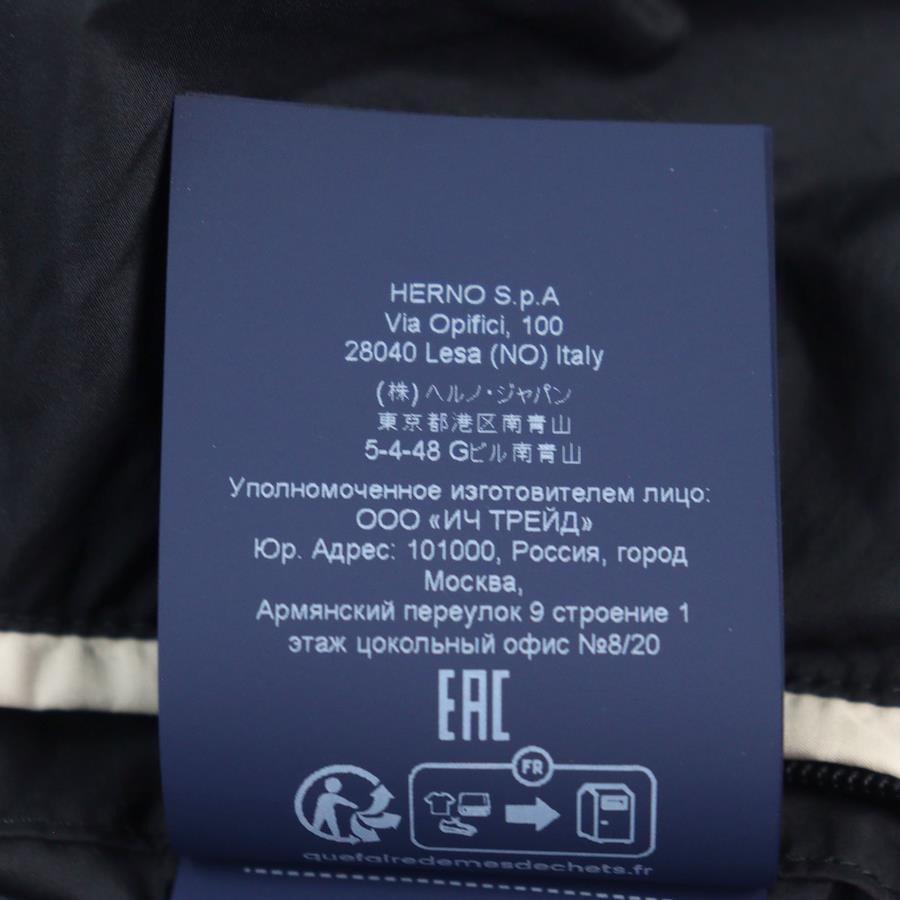 HERNO S.p.A
Via Opifici, 100
28040 Lesa (NO) Italy
(株)ヘルノ・ジャパン
東京都港区南青山
5-4-48 Gビル南青山
Уполномоченное изготовителем лицо:
ООО «ИЧ ТРЕЙД»
Юр. Адрес: 101000, Россия, город
Москва,
Армянский переулок 9 строение 1
этаж цокольный офис №8/20
EAC
FR
quefairedemesdechets.fr